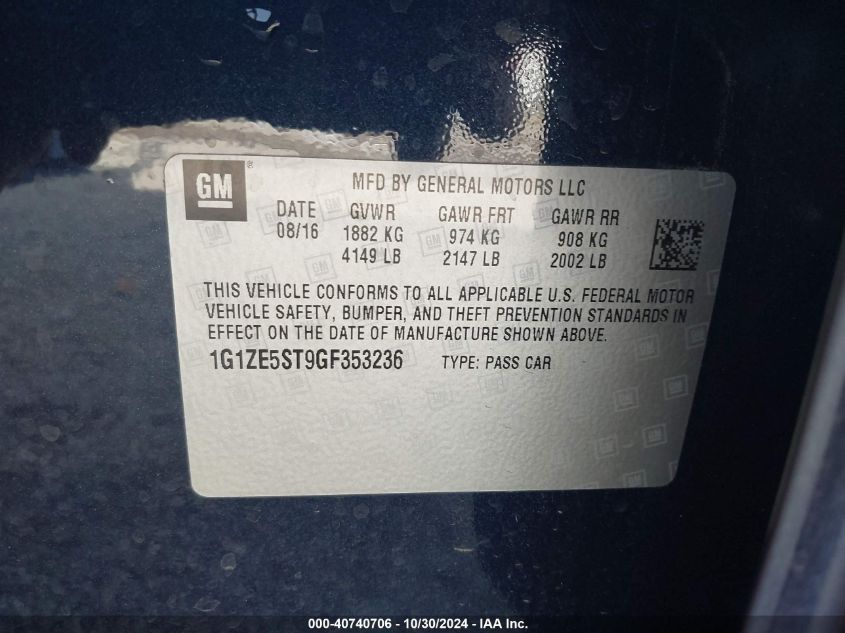 GM ®
MFD BY GENERAL MOTORS LLC
DATE GVWR GAWR FRT GAWR RR
08/16 1882 KG 974 KG 908 KG
4149 LB 2147 LB 2002 LB
THIS VEHICLE CONFORMS TO ALL APPLICABLE U.S. FEDERAL MOTOR
VEHICLE SAFETY, BUMPER, AND THEFT PREVENTION STANDARDS IN
EFFECT ON THE DATE OF MANUFACTURE SHOWN ABOVE.
1G1ZE5ST9GF353236 TYPE: PASS CAR
000-40740706 - 10/30/2024 - IAA Inc.